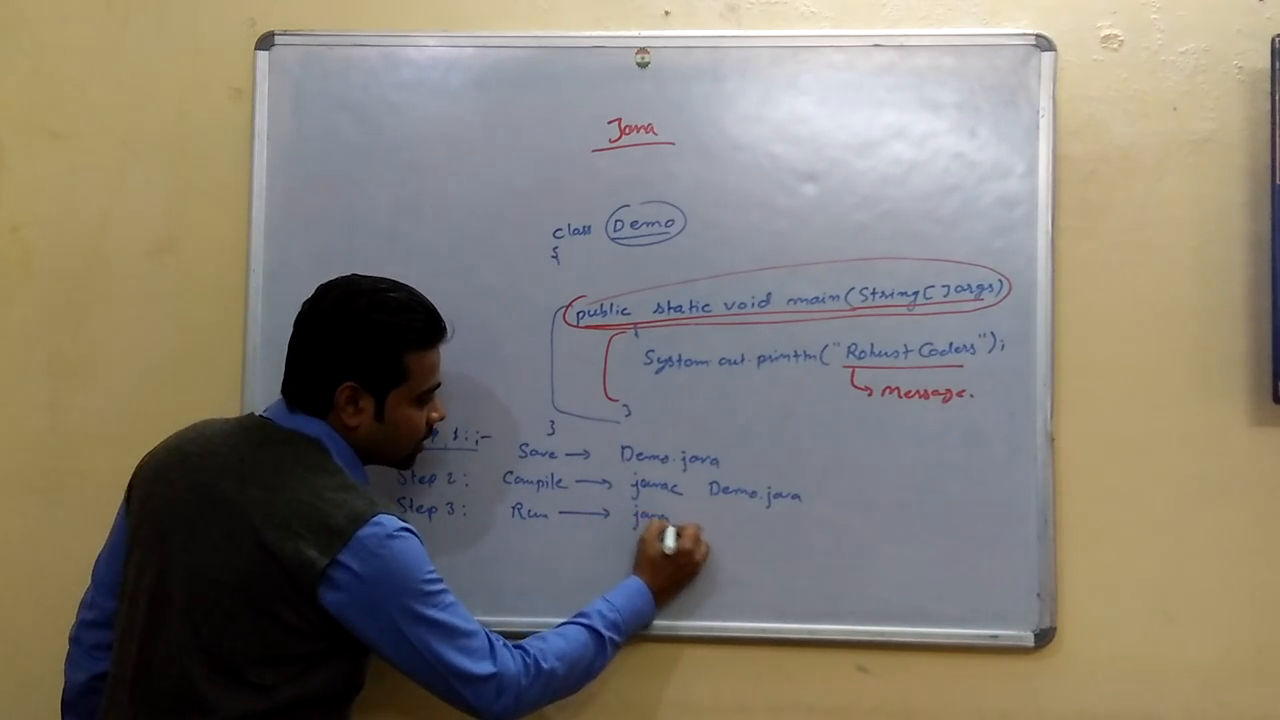 Java
class Demo
{
public static void main(String[] args)
{
System.out.println("Robust Coders");
Message.
}
}
1:-
Save → Demo.java
Step 2: Compile → javac Demo.java
Step 3: Run → java